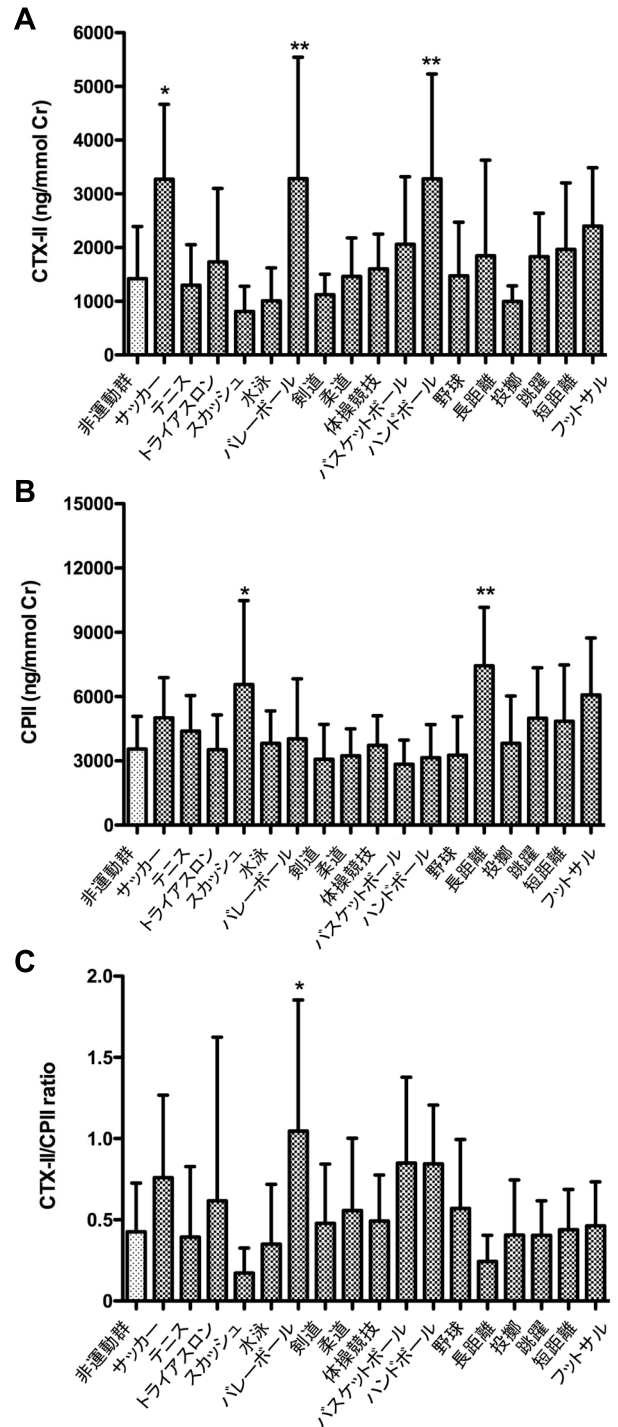 A
CTX-II (ng/mmol Cr)
6000
5000
4000
3000
2000
1000
0
*
**
**
非運動群
サッカー
テニス
トライアスロン
スカッシュ
水泳
バレーボール
剣道
柔道
体操競技
バスケットボール
ハンドボール
野球
長距離
投擲
跳躍
短距離
フットサル
B
CPII (ng/mmol Cr)
15000
12000
9000
6000
3000
0
*
**
非運動群
サッカー
テニス
トライアスロン
スカッシュ
水泳
バレーボール
剣道
柔道
体操競技
バスケットボール
ハンドボール
野球
長距離
投擲
跳躍
短距離
フットサル
C
CTX-II/CPII ratio
2.0
1.5
1.0
0.5
0
*
非運動群
サッカー
テニス
トライアスロン
スカッシュ
水泳
バレーボール
剣道
柔道
体操競技
バスケットボール
ハンドボール
野球
長距離
投擲
跳躍
短距離
フットサル